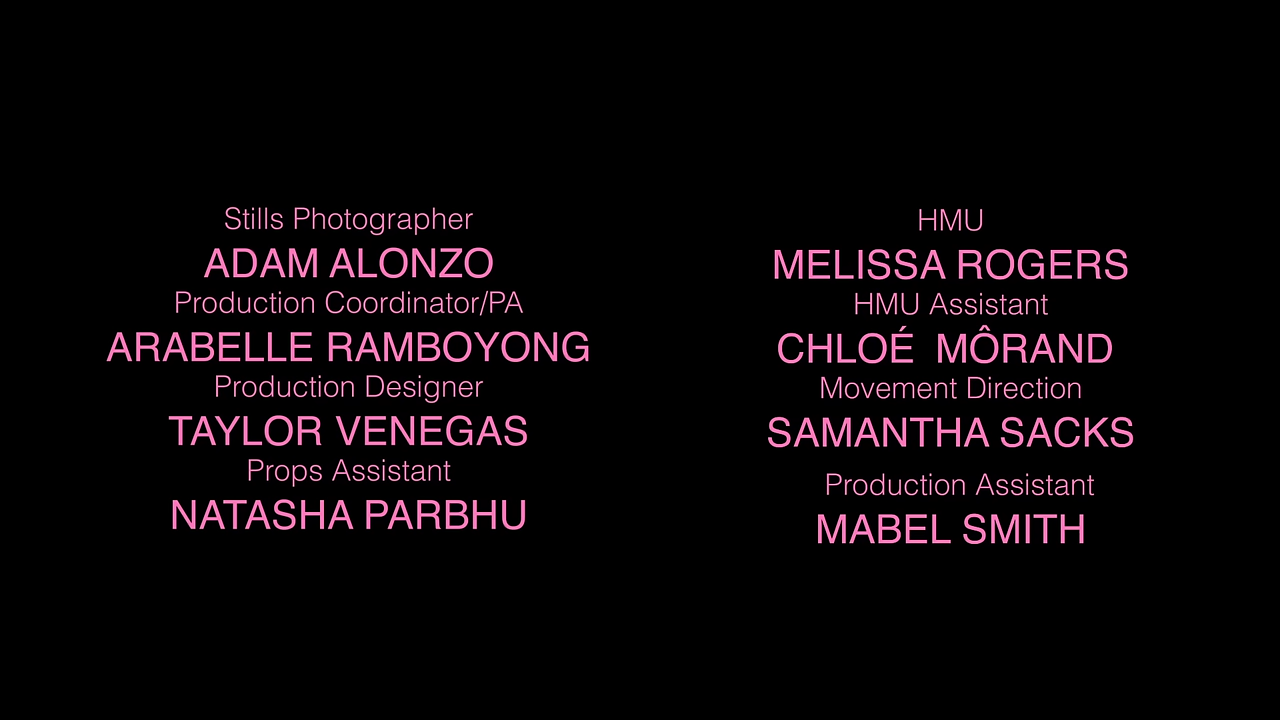 Stills Photographer
ADAM ALONZO
Production Coordinator/PA
ARABELLE RAMBOYONG
Production Designer
TAYLOR VENEGAS
Props Assistant
NATASHA PARBHU
HMU
MELISSA ROGERS
HMU Assistant
CHLOÉ  MÔRAND
Movement Direction
SAMANTHA SACKS
Production Assistant
MABEL SMITH